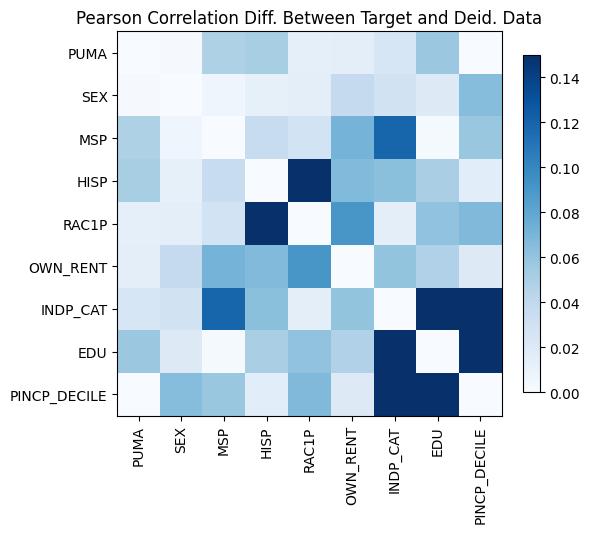 Pearson Correlation Diff. Between Target and Deid. Data
PUMA
SEX
MSP
HISP
RAC1P
OWN_RENT
INDP_CAT
EDU
PINCP_DECILE
PUMA
SEX
MSP
HISP
RAC1P
OWN_RENT
INDP_CAT
EDU
PINCP_DECILE
0.14
0.12
0.10
0.08
0.06
0.04
0.02
0.00